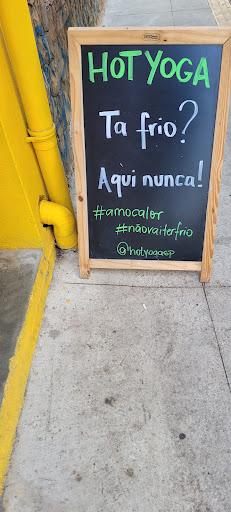 HOT YOGA
Ta frio?
Aqui nunca!
#amocalor
#nãovaiterfrio
@hotyogasp